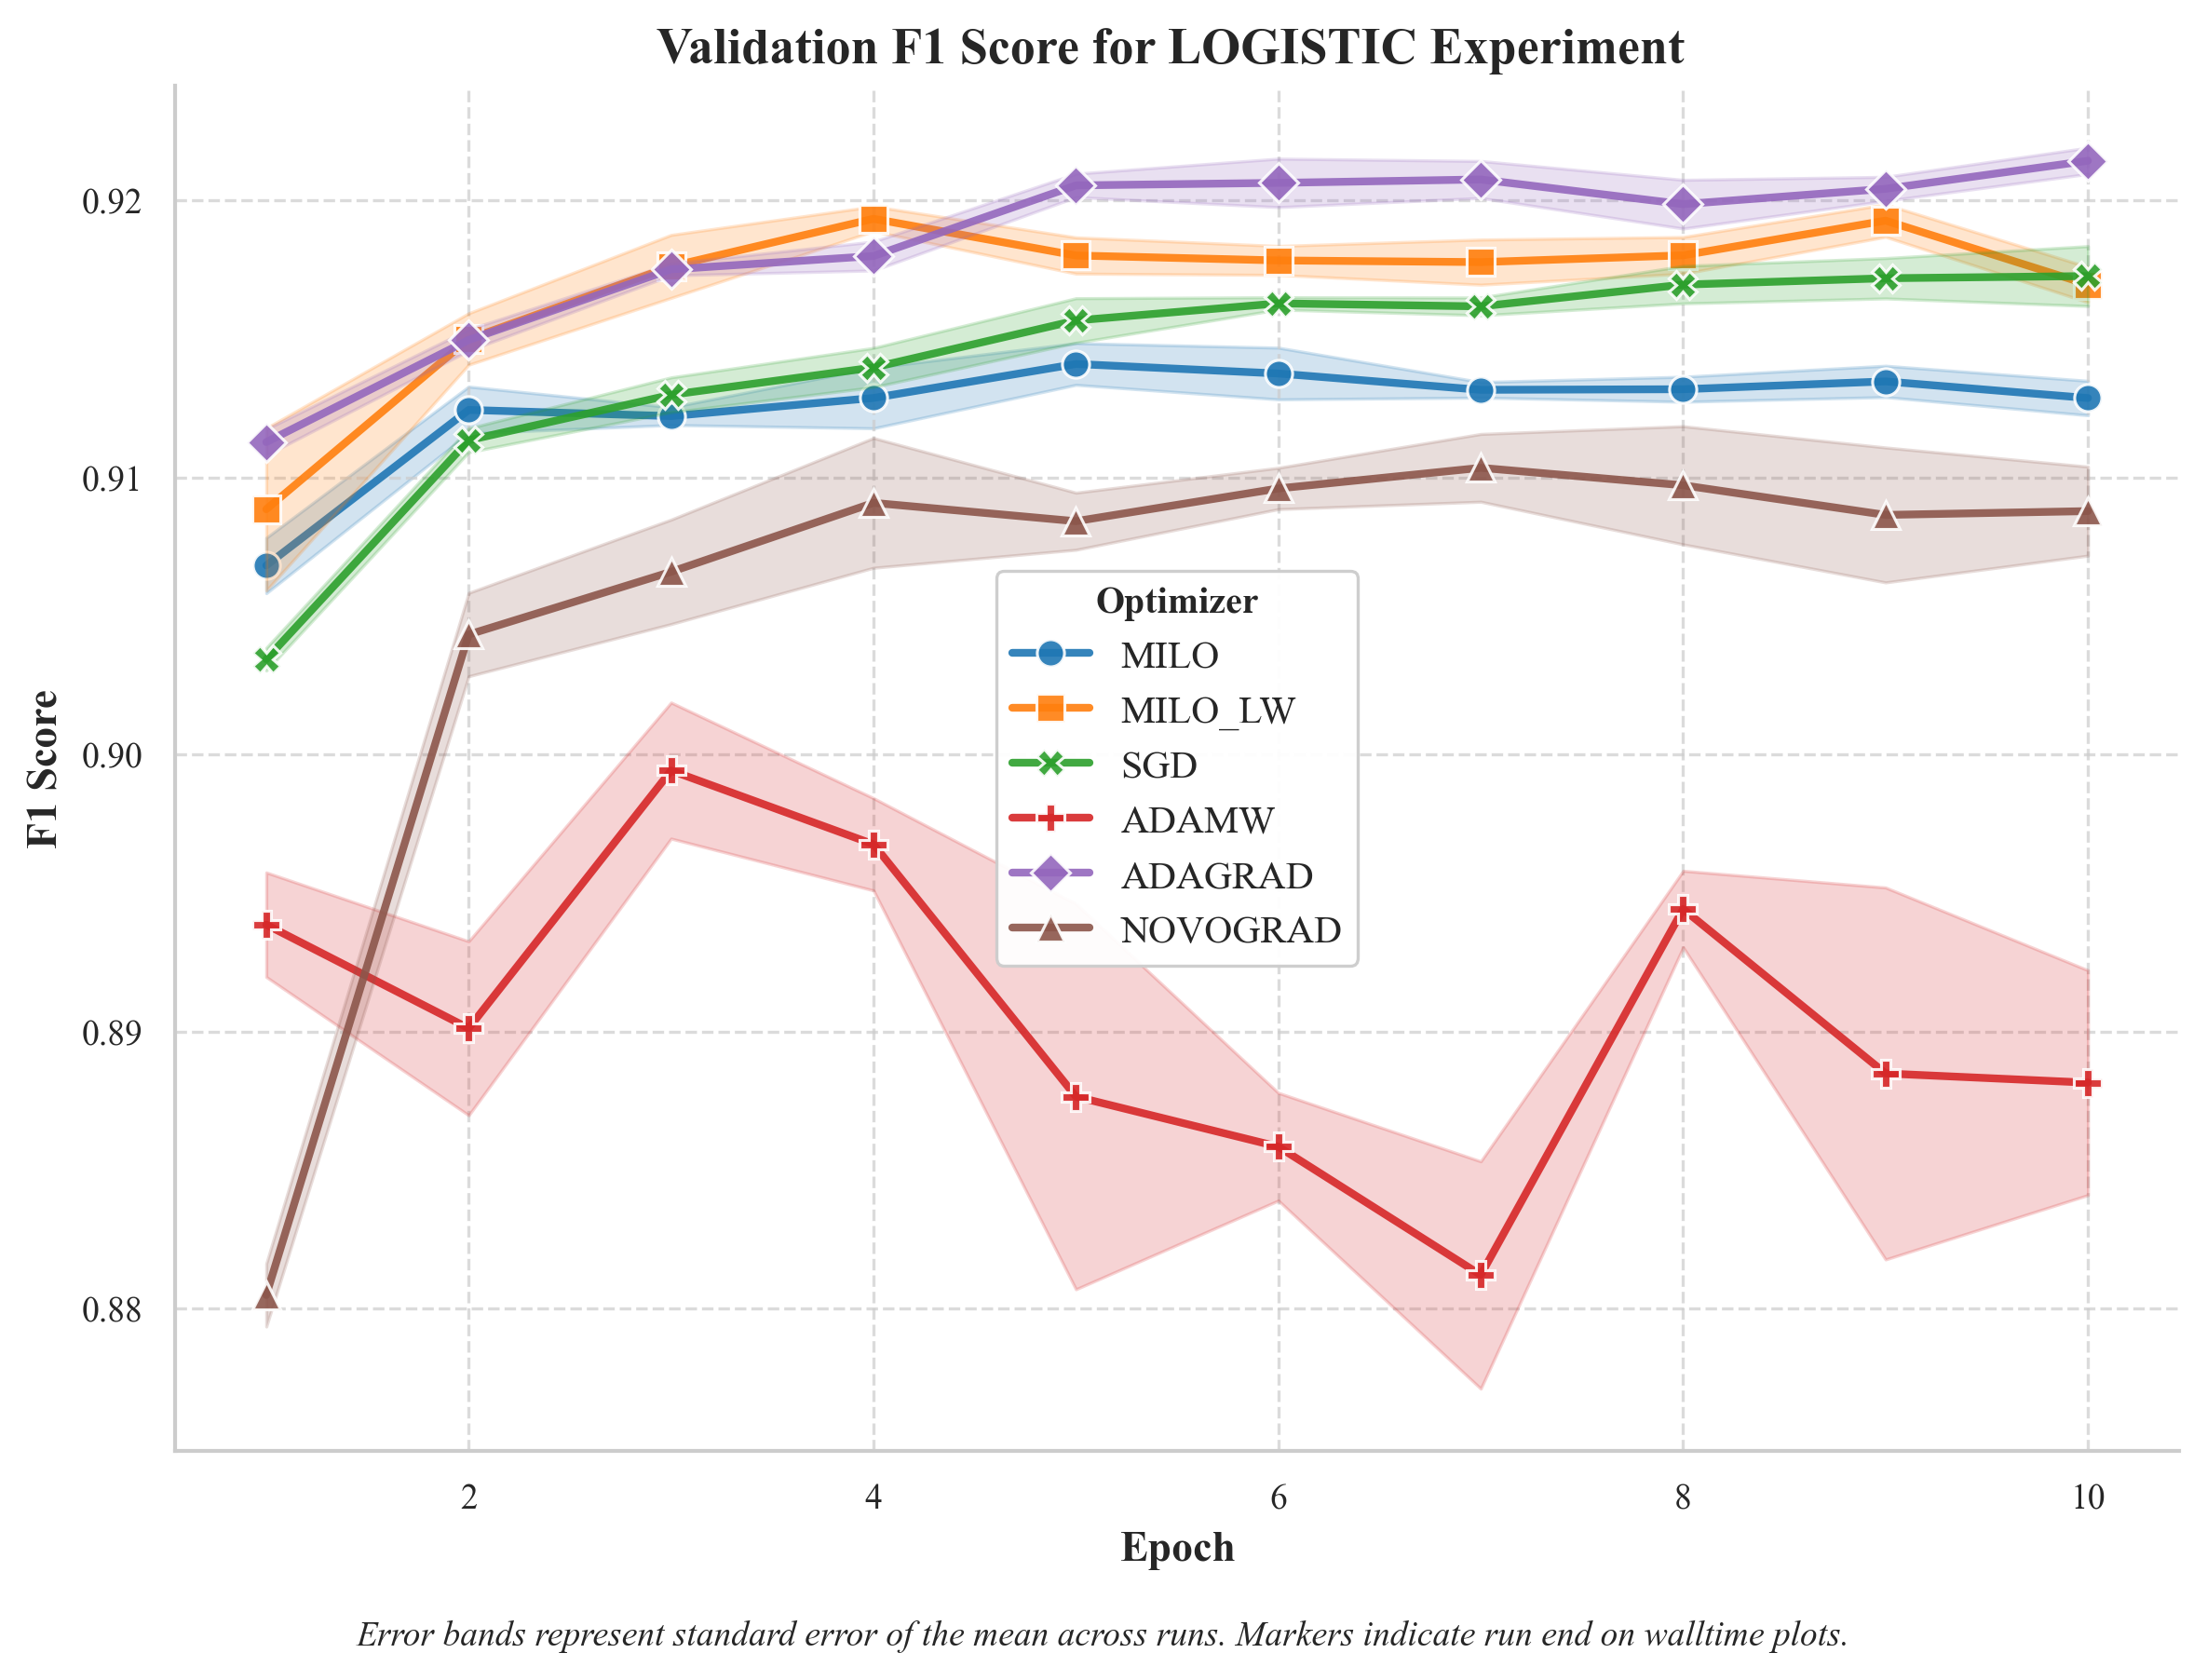 Validation F1 Score for LOGISTIC Experiment
F1 Score
0.92
0.91
0.90
0.89
0.88
Optimizer
MILO
MILO_LW
SGD
ADAMW
ADAGRAD
NOVOGRAD
2 4 6 8 10
Epoch
Error bands represent standard error of the mean across runs. Markers indicate run end on walltime plots.